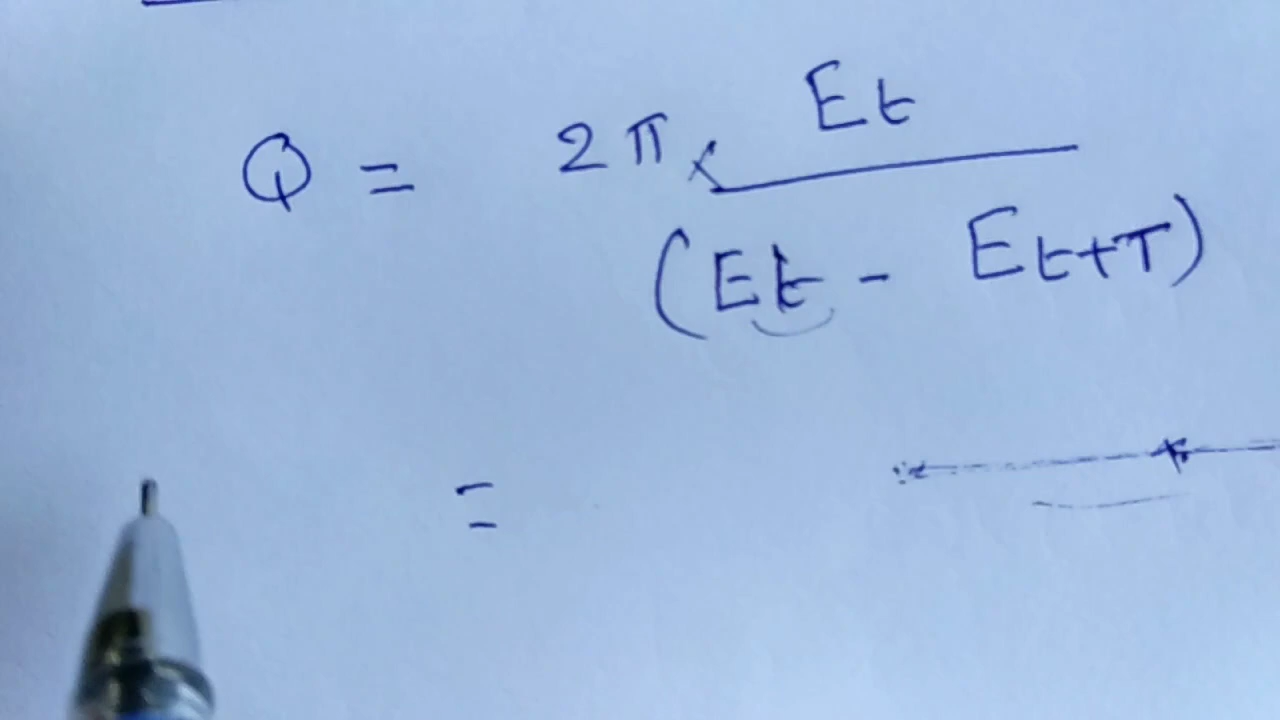 Q = 2π × Et / (Et - Et+T)
=